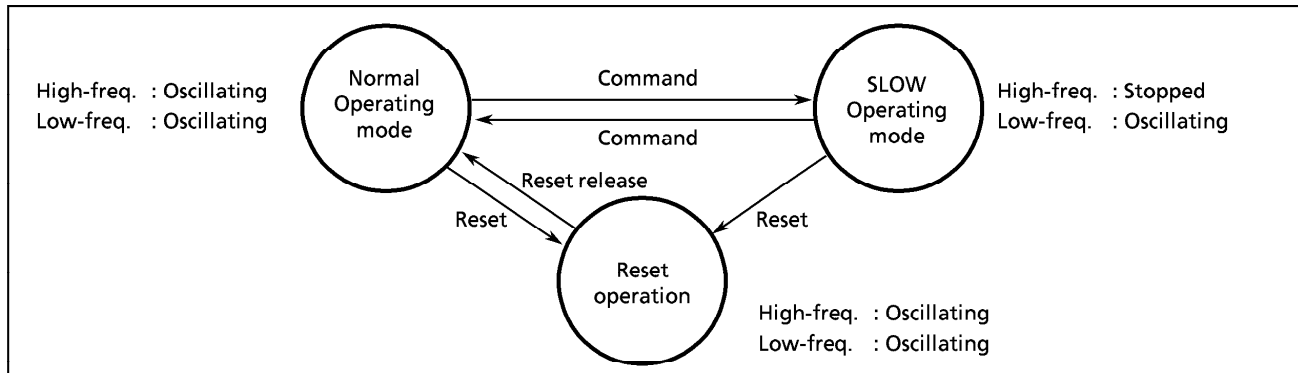 High-freq. : Oscillating
Low-freq. : Oscillating
Normal
Operating
mode
Command
Command
SLOW
Operating
mode
High-freq. : Stopped
Low-freq. : Oscillating
Reset release
Reset
Reset
Reset
operation
High-freq. : Oscillating
Low-freq. : Oscillating